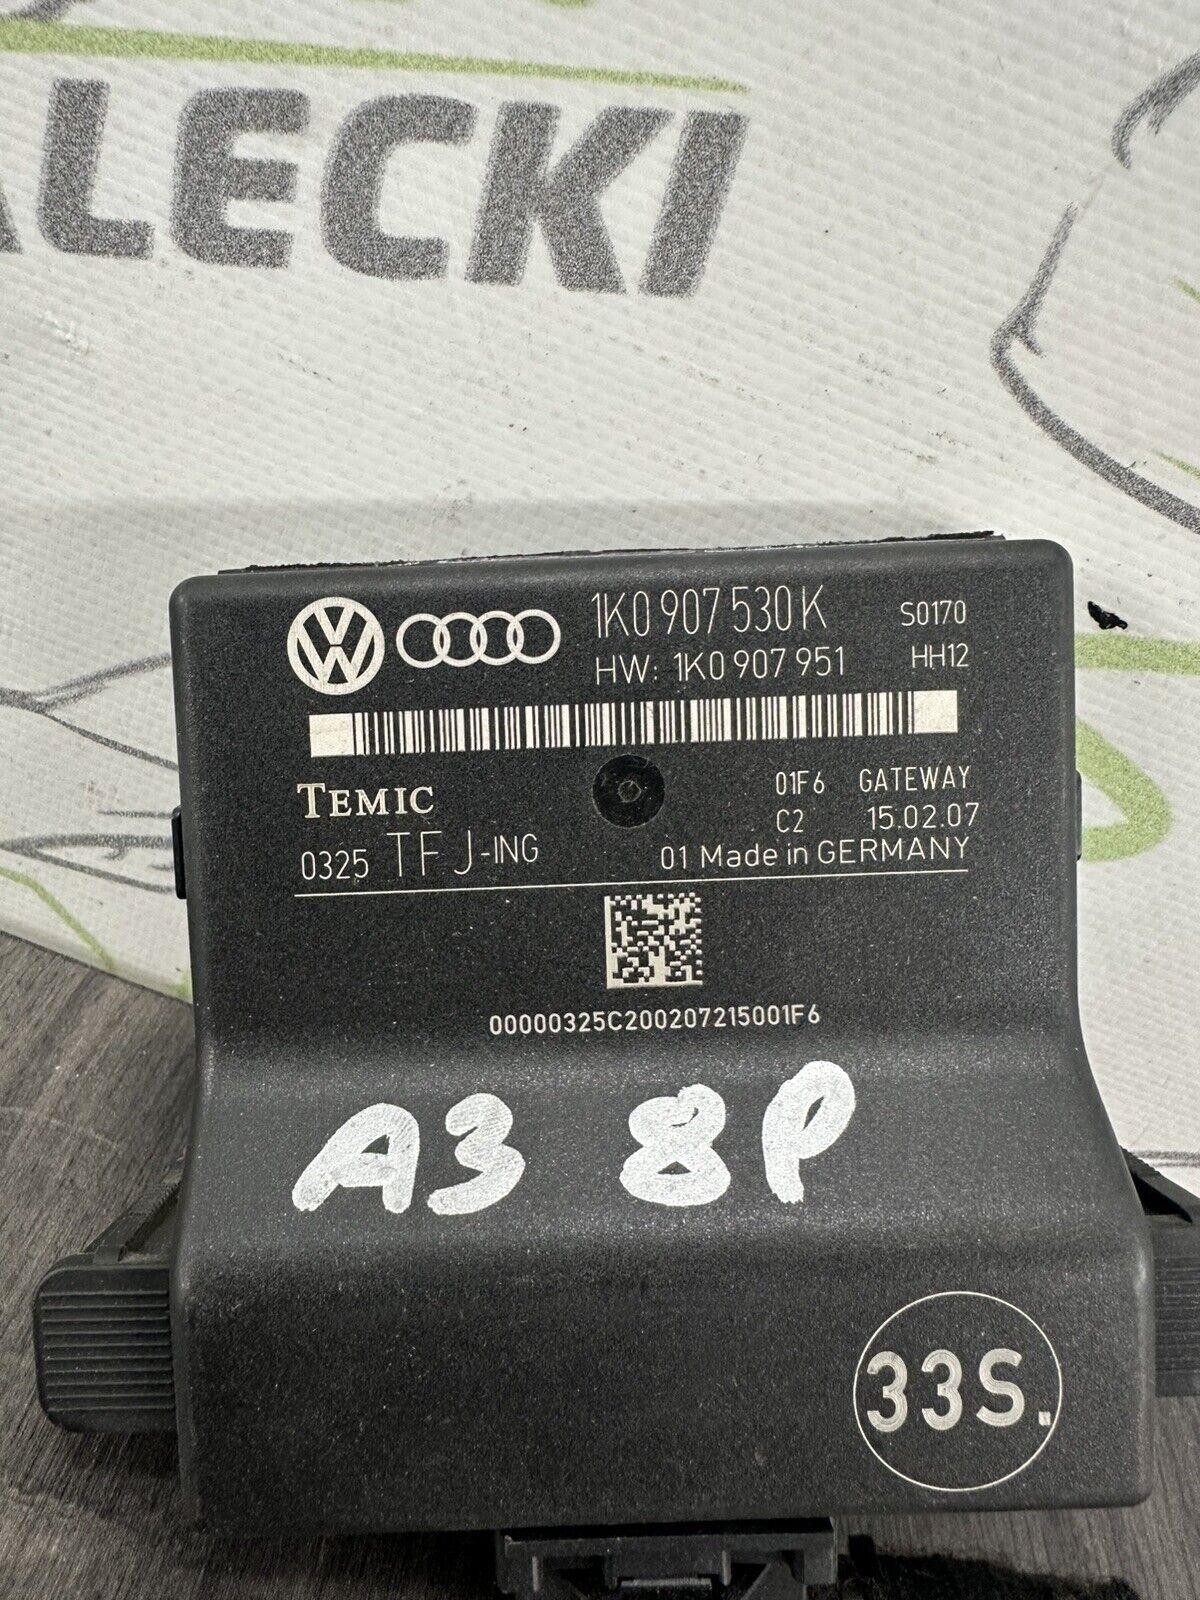 ALECKI
1K0 907 530 K S0170
HW: 1K0 907 951 HH12
TEMIC 01F6 GATEWAY
C2 15.02.07
0325 TFJ-ING 01 Made in GERMANY
00000325C200207215001F6
A3 8P
33S.